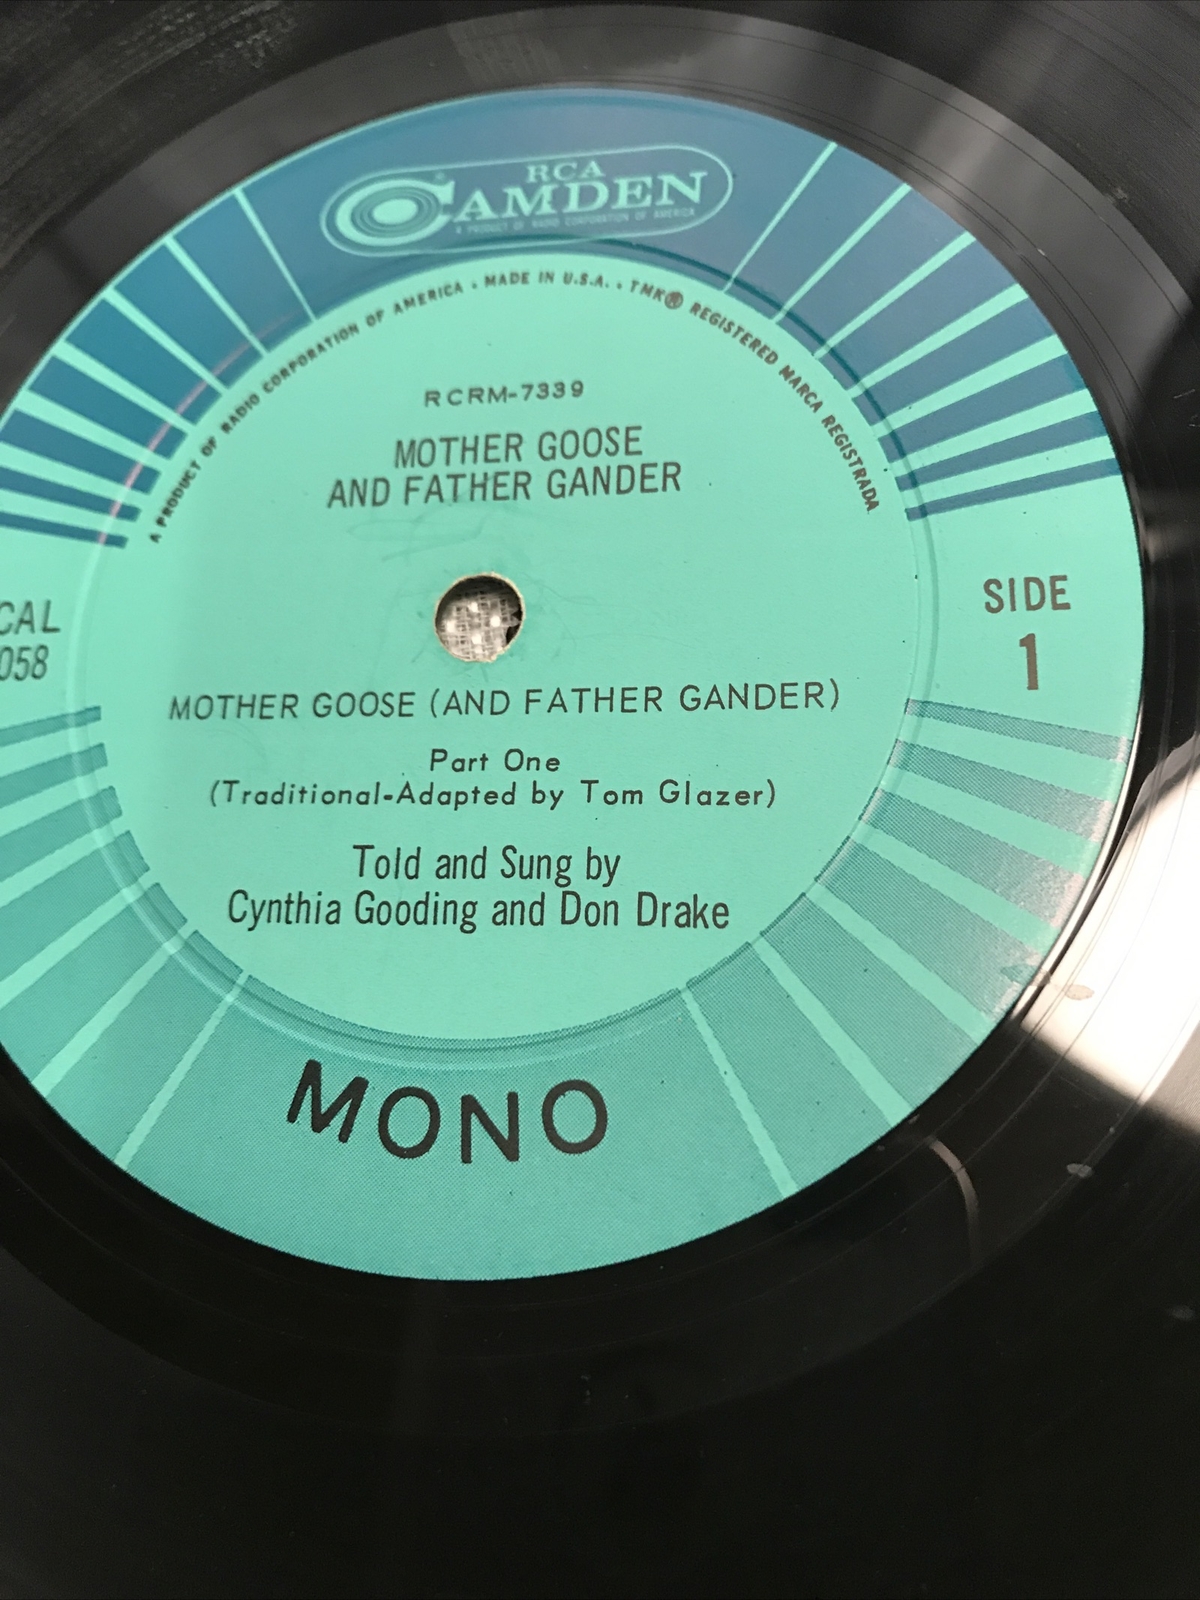 RCA
CAMDEN
A PRODUCT OF RADIO CORPORATION OF AMERICA
A PRODUCT OF RADIO CORPORATION OF AMERICA • MADE IN U.S.A. • TMK® REGISTERED MARCA REGISTRADA
RCRM-7339
MOTHER GOOSE
AND FATHER GANDER
CAL
058
SIDE
1
MOTHER GOOSE (AND FATHER GANDER)
Part One
(Traditional-Adapted by Tom Glazer)
Told and Sung by
Cynthia Gooding and Don Drake
MONO